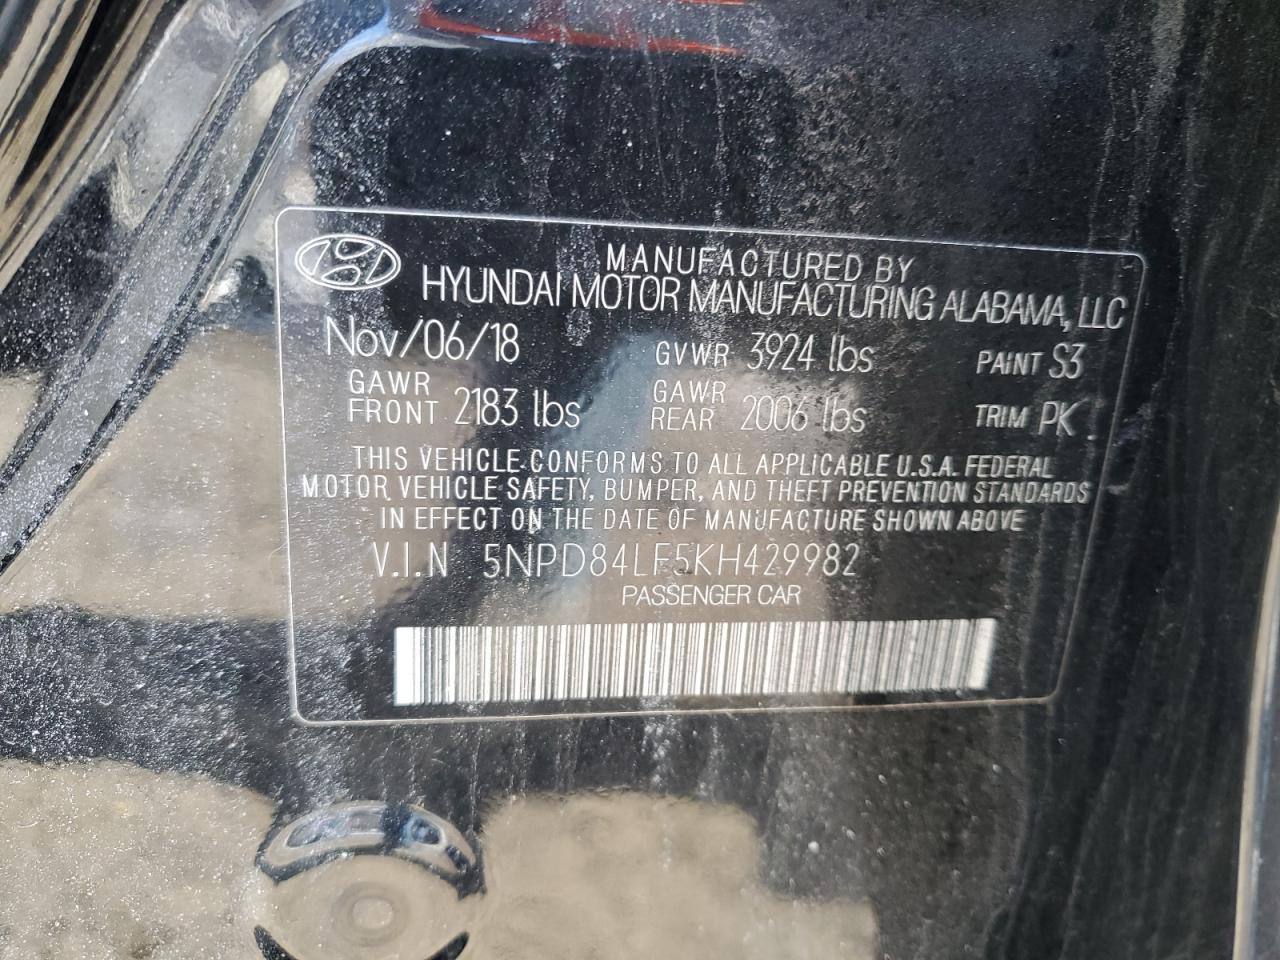 MANUFACTURED BY
HYUNDAI MOTOR MANUFACTURING ALABAMA, LLC
Nov/06/18 GVWR 3924 lbs PAINT S3
GAWR FRONT 2183 lbs GAWR REAR 2006 lbs TRIM PK
THIS VEHICLE CONFORMS TO ALL APPLICABLE U.S.A. FEDERAL
MOTOR VEHICLE SAFETY, BUMPER, AND THEFT PREVENTION STANDARDS
IN EFFECT ON THE DATE OF MANUFACTURE SHOWN ABOVE
V.I.N 5NPD84LF5KH429982
PASSENGER CAR